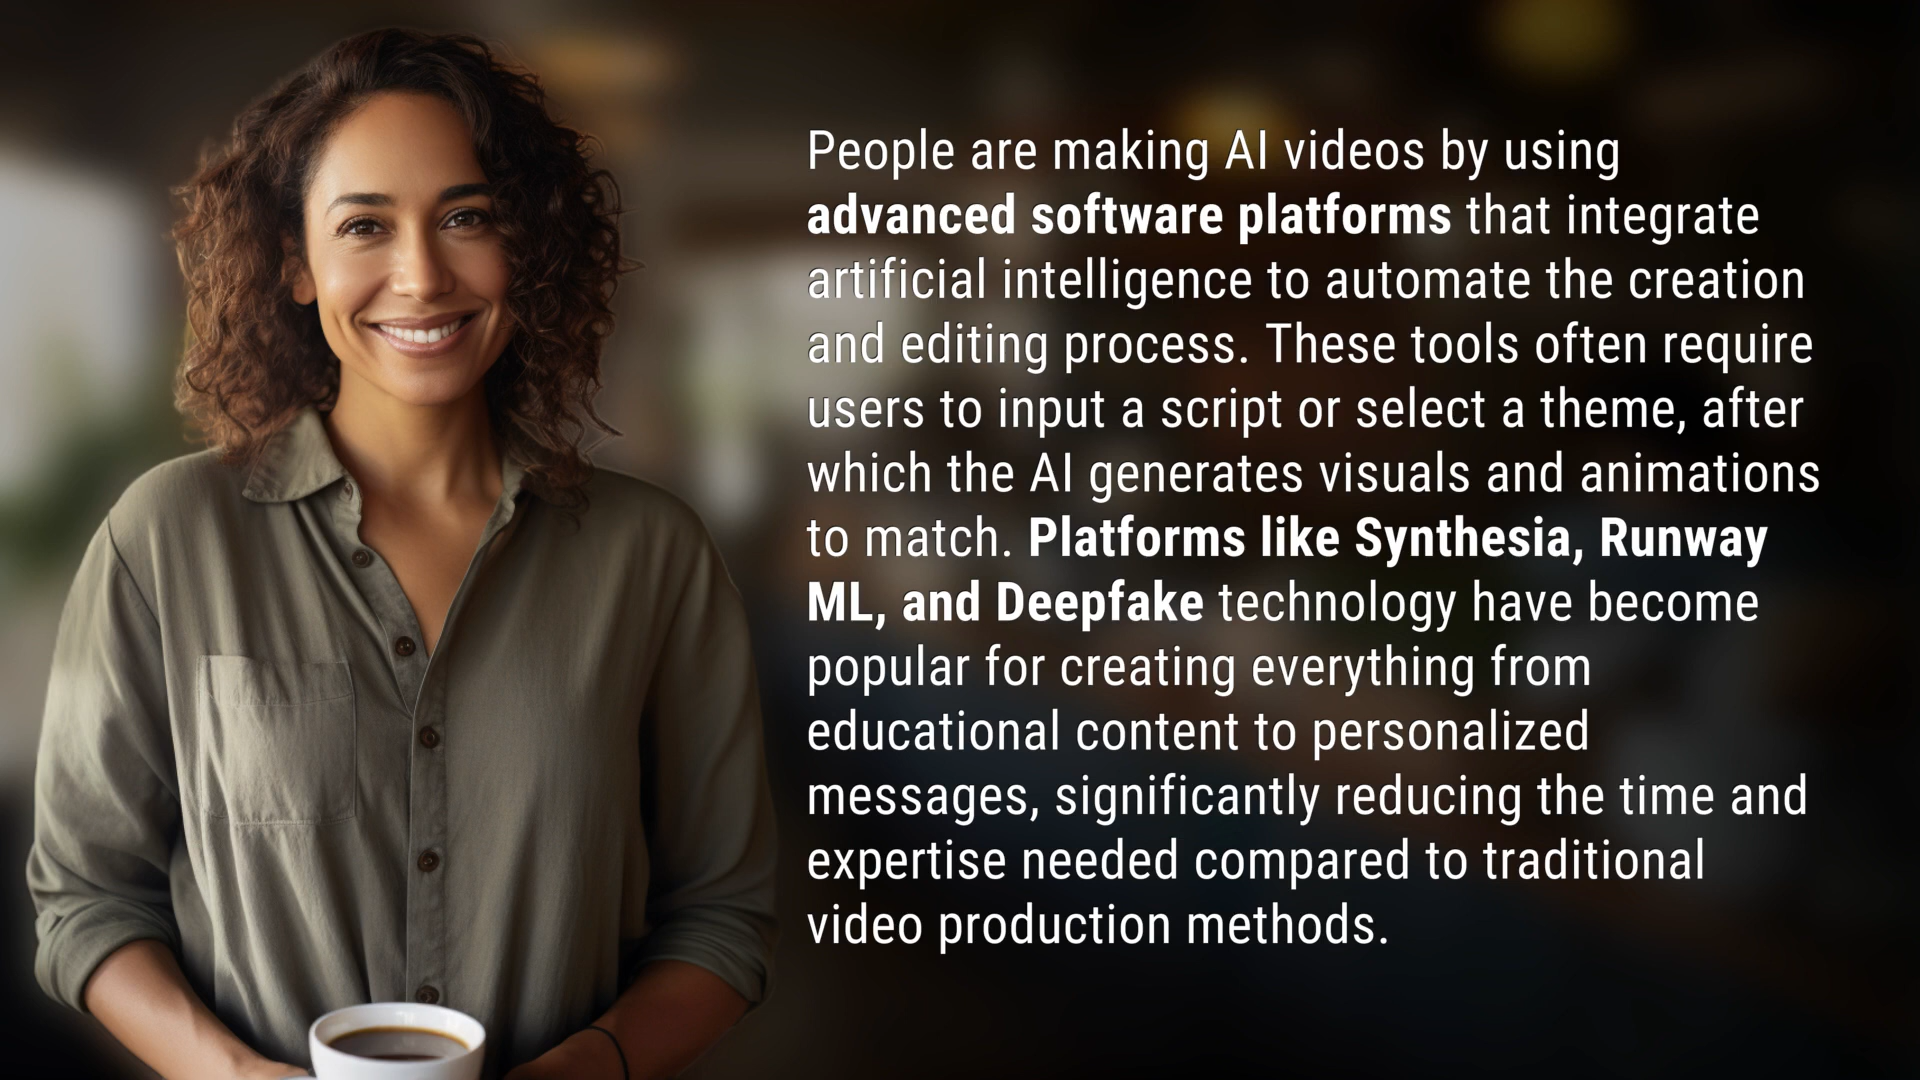 People are making AI videos by using
advanced software platforms that integrate
artificial intelligence to automate the creation
and editing process. These tools often require
users to input a script or select a theme, after
which the AI generates visuals and animations
to match. Platforms like Synthesia, Runway
ML, and Deepfake technology have become
popular for creating everything from
educational content to personalized
messages, significantly reducing the time and
expertise needed compared to traditional
video production methods.